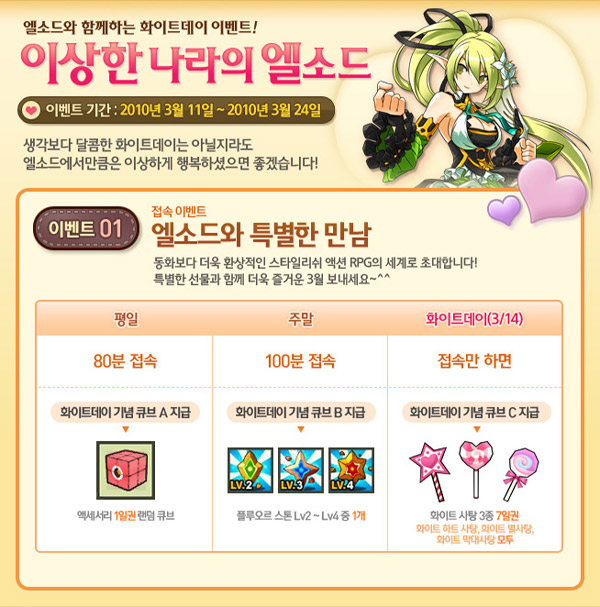 엘소드와 함께하는 화이트데이 이벤트!
이상한 나라의 엘소드
이벤트 기간 : 2010년 3월 11일 ~ 2010년 3월 24일
생각보다 달콤한 화이트데이는 아닐지라도
엘소드에서만큼은 이상하게 행복하셨으면 좋겠습니다!
이벤트 01
접속 이벤트
엘소드와 특별한 만남
동화보다 더욱 환상적인 스타일리쉬 액션 RPG의 세계로 초대합니다!
특별한 선물과 함께 더욱 즐거운 3월 보내세요~^^
평일 주말 화이트데이(3/14)
80분 접속 100분 접속 접속만 하면
화이트데이 기념 큐브 A 지급 화이트데이 기념 큐브 B 지급 화이트데이 기념 큐브 C 지급
LV.2 LV.3 LV.4
액세서리 1일권 랜덤 큐브 플루오르 스톤 Lv2 ~ Lv4 중 1개 화이트 사탕 3종 7일권
화이트 하트 사탕, 화이트 별사탕,
화이트 막대사탕 모두